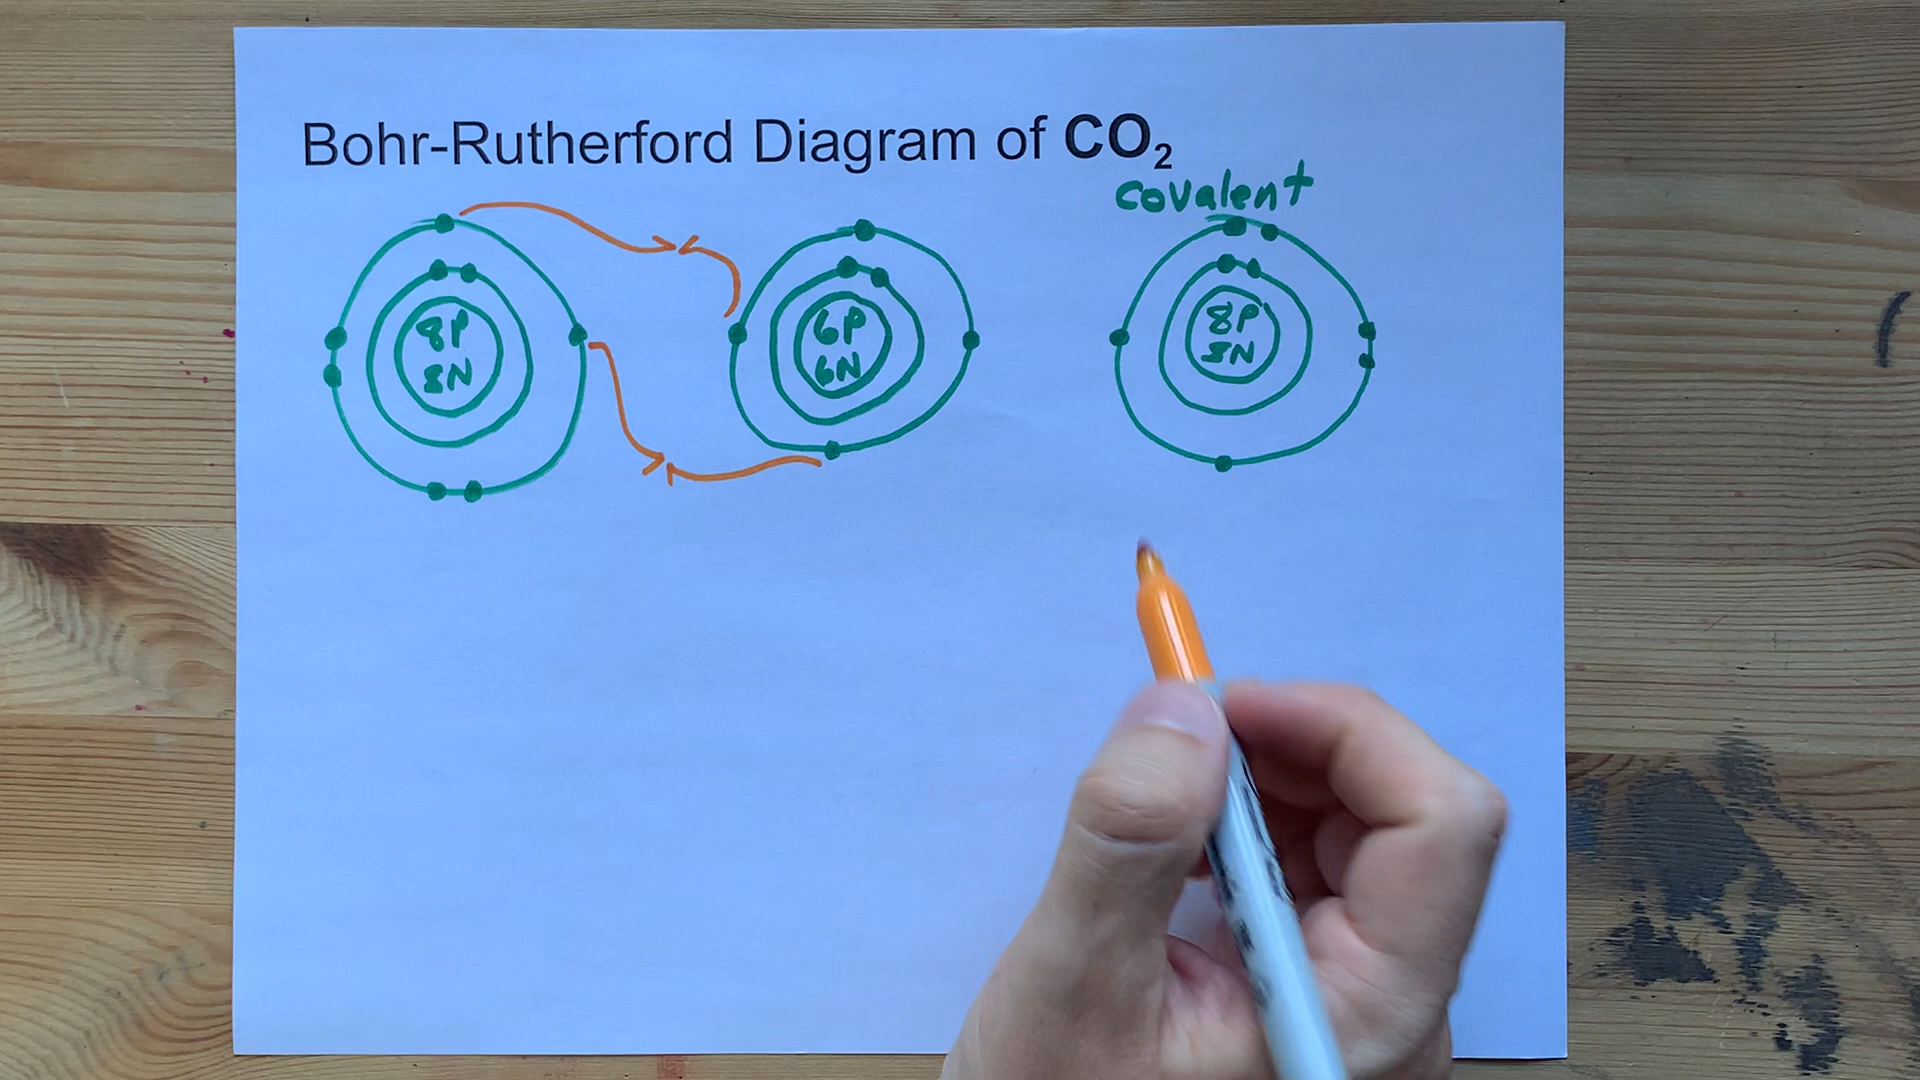 Bohr-Rutherford Diagram of CO₂
covalent
8P
8N
6P
6N
8P
8N